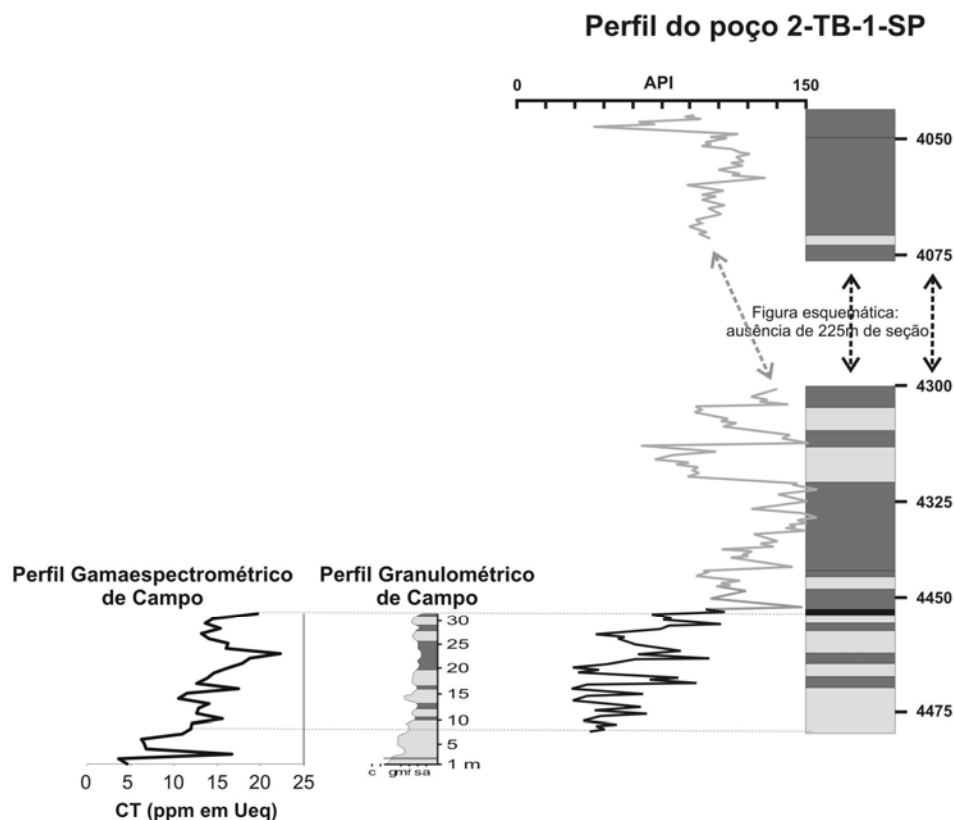 Perfil do poço 2-TB-1-SP
0 API 150
4050
4075
Figura esquemática:
ausência de 225m de seção
4300
4325
4450
4475
Perfil Gamaespectrométrico
de Campo
0 5 10 15 20 25
CT (ppm em Ueq)
Perfil Granulométrico
de Campo
30
25
20
15
10
5
1 m
c gmfsa